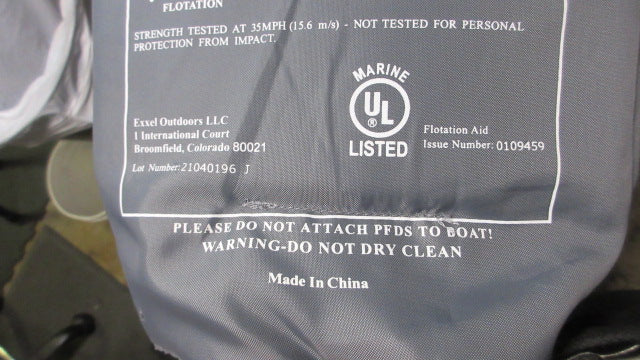 FLOTATION
STRENGTH TESTED AT 35MPH (15.6 m/s) - NOT TESTED FOR PERSONAL
PROTECTION FROM IMPACT.
MARINE
UL
®
LISTED
Exxel Outdoors LLC
1 International Court
Broomfield, Colorado 80021
Lot Number:21040196 J
Flotation Aid
Issue Number: 0109459
PLEASE DO NOT ATTACH PFDS TO BOAT!
WARNING-DO NOT DRY CLEAN
Made In China